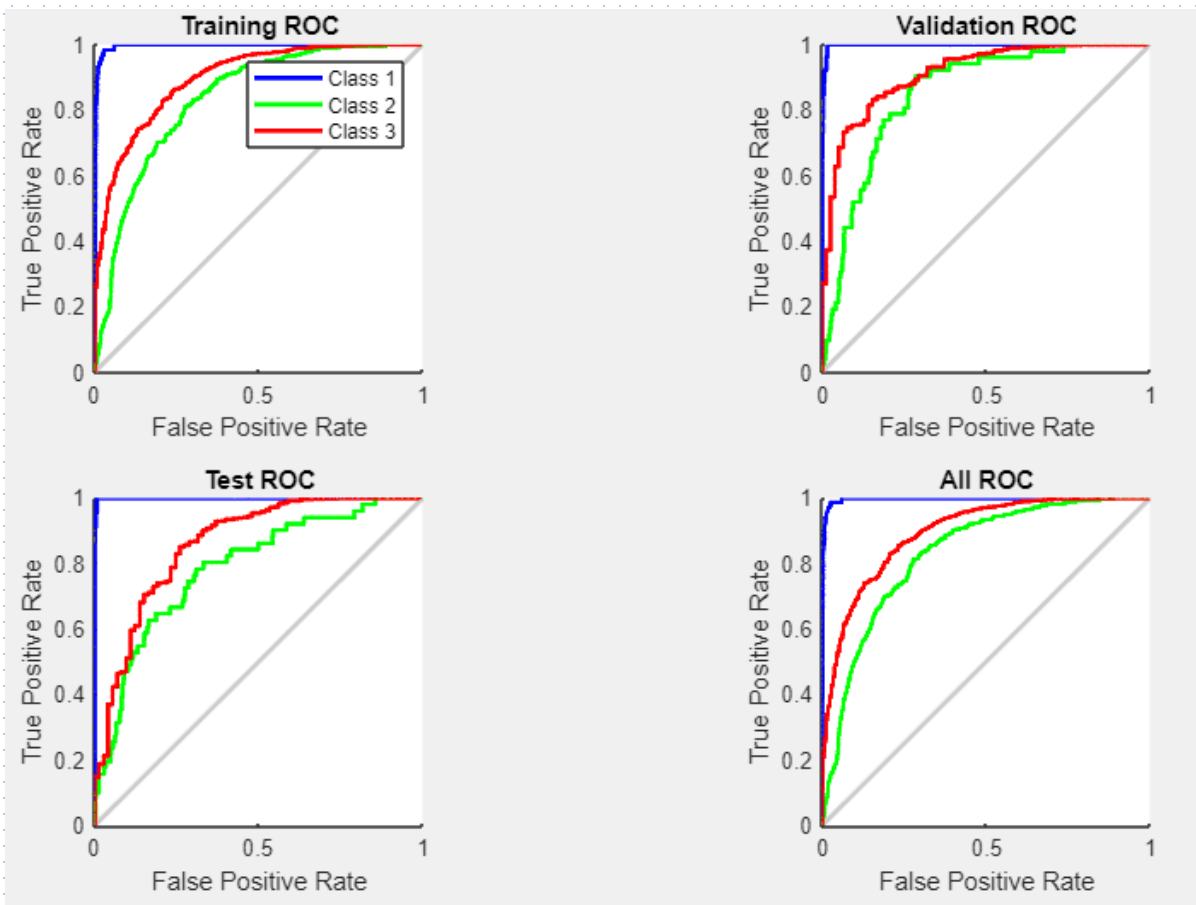 Training ROC
1
0.8
0.6
0.4
0.2
0
True Positive Rate
Class 1
Class 2
Class 3
0
0.5
1
False Positive Rate
Validation ROC
1
0.8
0.6
0.4
0.2
0
True Positive Rate
0
0.5
1
False Positive Rate
Test ROC
1
0.8
0.6
0.4
0.2
0
True Positive Rate
0
0.5
1
False Positive Rate
All ROC
1
0.8
0.6
0.4
0.2
0
True Positive Rate
0
0.5
1
False Positive Rate